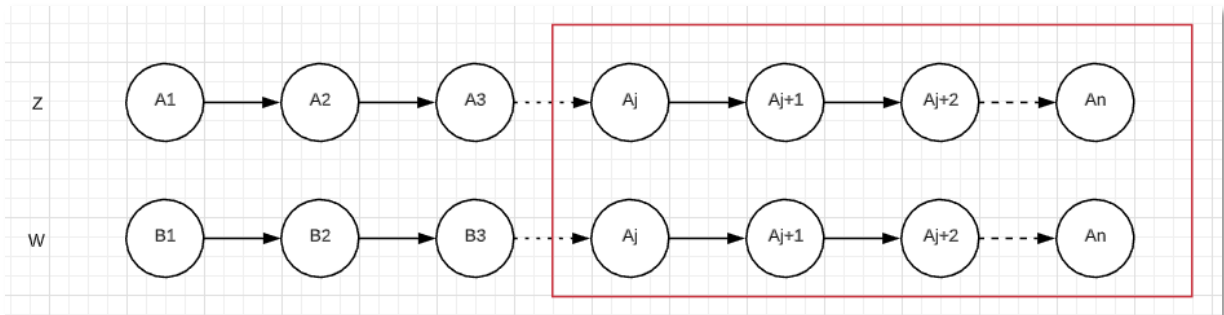 Z A1 A2 A3 Aj Aj+1 Aj+2 An
W B1 B2 B3 Aj Aj+1 Aj+2 An